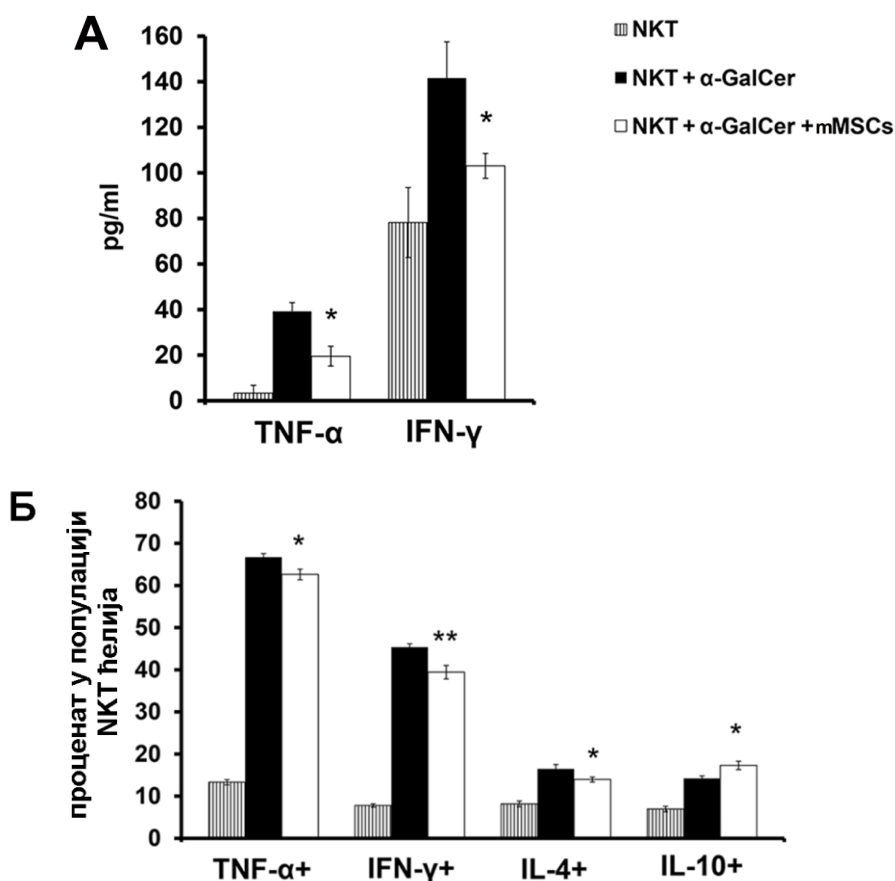 А
160
140
120
100
80
60
40
20
0
pg/ml
*
*
TNF-α
IFN-γ
NKT
NKT + α-GalCer
NKT + α-GalCer +mMSCs
Б
80
70
60
50
40
30
20
10
0
проценат у популацији
NKT ћелија
*
**
*
*
TNF-α+
IFN-γ+
IL-4+
IL-10+